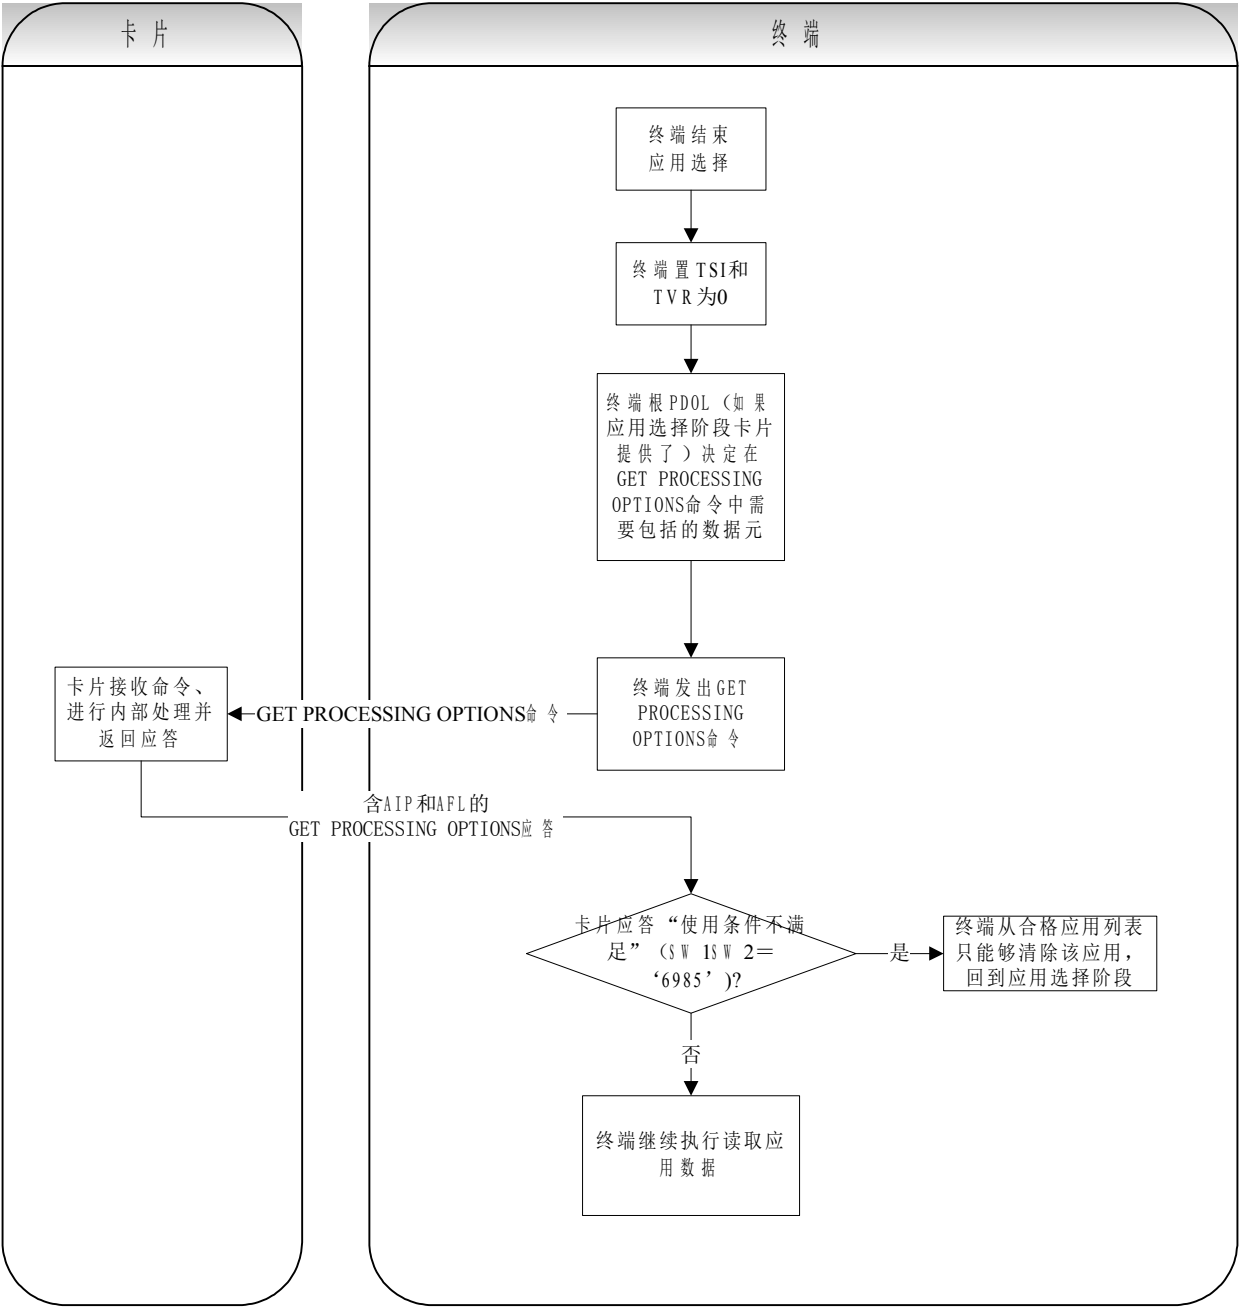 卡片
终端
终端结束
应用选择
终端置TSI和
TVR为0
终端根PDOL（如果
应用选择阶段卡片
提供了）决定在
GET PROCESSING
OPTIONS命令中需
要包括的数据元
终端发出GET
PROCESSING
OPTIONS命令
GET PROCESSING OPTIONS命令
卡片接收命令、
进行内部处理并
返回应答
含AIP和AFL的
GET PROCESSING OPTIONS应答
卡片应答“使用条件不满
足”（SW1SW2＝
‘6985’)?
是
终端从合格应用列表
只能够清除该应用，
回到应用选择阶段
否
终端继续执行读取应
用数据